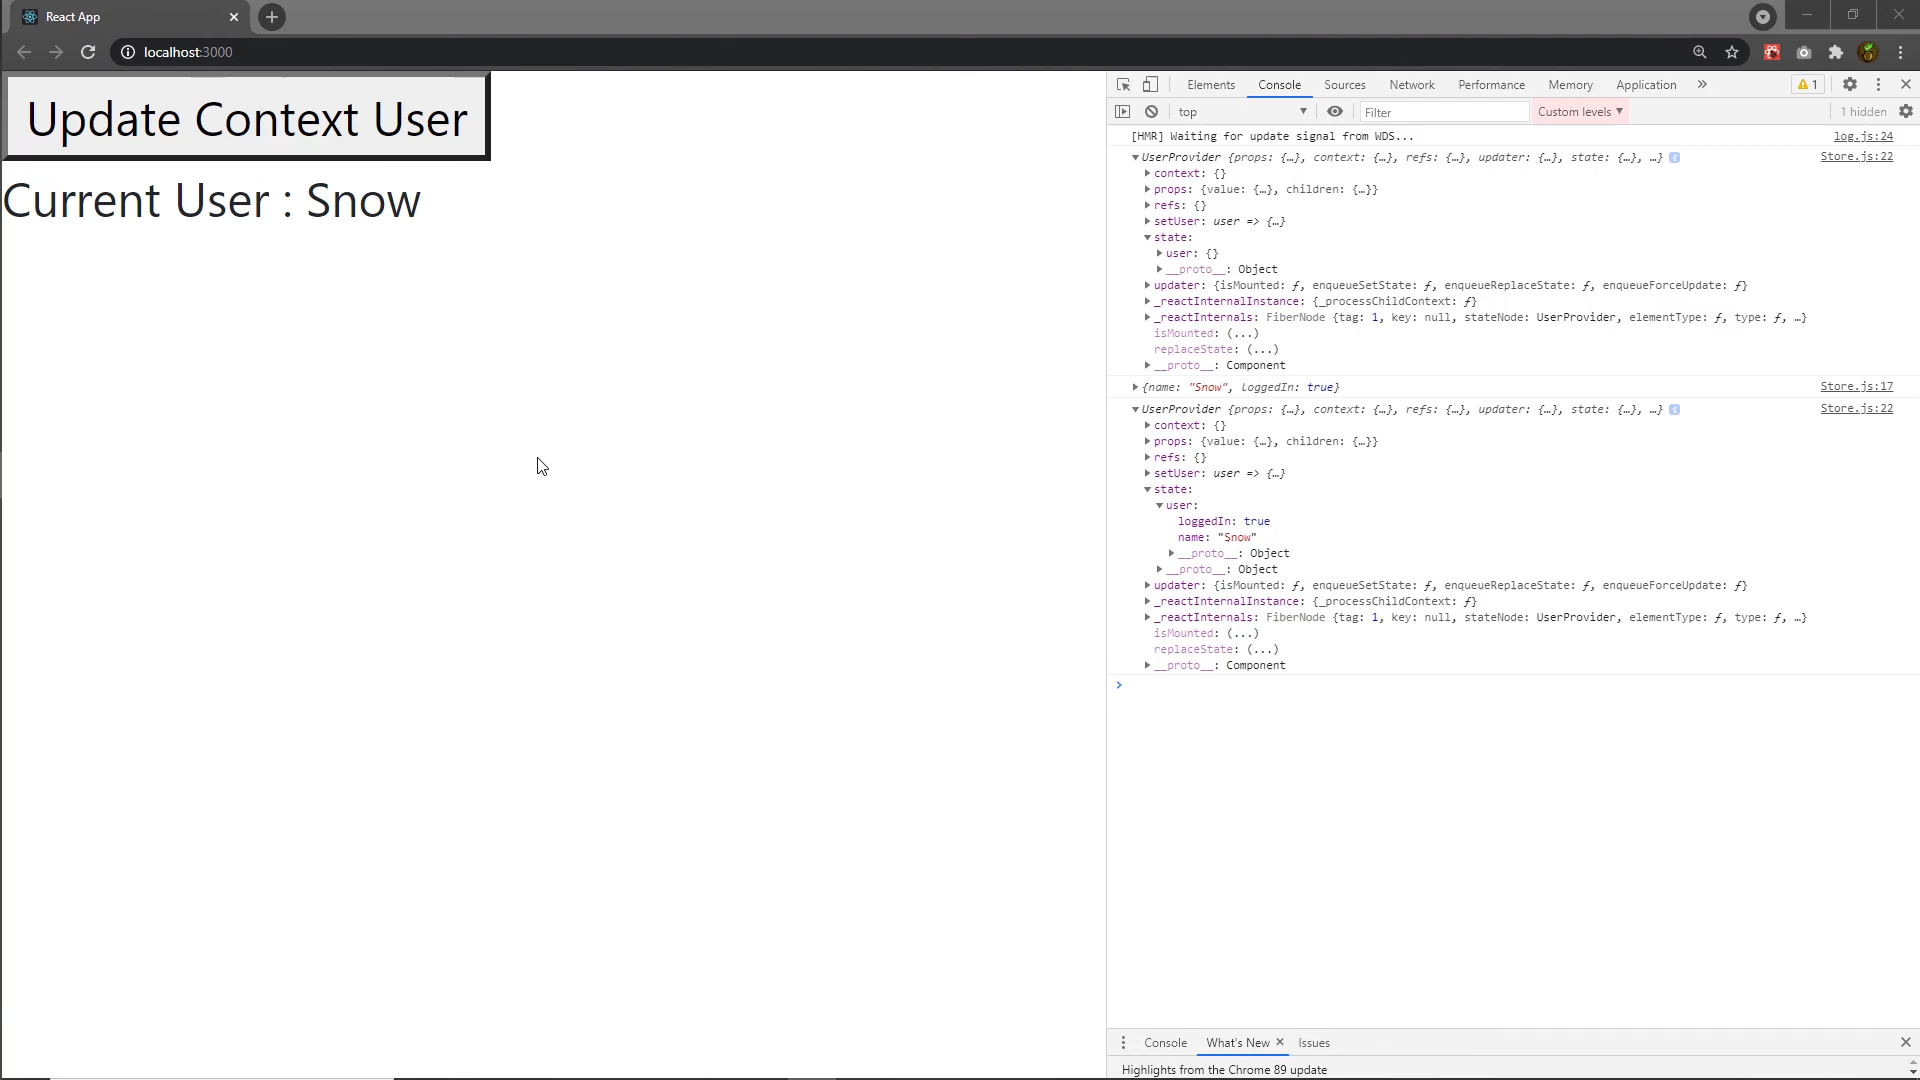 React App
localhost:3000
Update Context User
Current User : Snow
Elements Console Sources Network Performance Memory Application 1
top Filter Custom levels 1 hidden
[HMR] Waiting for update signal from WDS... log.js:24
UserProvider {props: {…}, context: {…}, refs: {…}, updater: {…}, state: {…}, …} Store.js:22
context: {}
props: {value: {…}, children: {…}}
refs: {}
setUser: user => {…}
state:
user: {}
__proto__: Object
updater: {isMounted: ƒ, enqueueSetState: ƒ, enqueueReplaceState: ƒ, enqueueForceUpdate: ƒ}
_reactInternalInstance: {_processChildContext: ƒ}
_reactInternals: FiberNode {tag: 1, key: null, stateNode: UserProvider, elementType: ƒ, type: ƒ, …}
isMounted: (...)
replaceState: (...)
__proto__: Component
{name: "Snow", loggedIn: true} Store.js:17
UserProvider {props: {…}, context: {…}, refs: {…}, updater: {…}, state: {…}, …} Store.js:22
context: {}
props: {value: {…}, children: {…}}
refs: {}
setUser: user => {…}
state:
user:
loggedIn: true
name: "Snow"
__proto__: Object
__proto__: Object
updater: {isMounted: ƒ, enqueueSetState: ƒ, enqueueReplaceState: ƒ, enqueueForceUpdate: ƒ}
_reactInternalInstance: {_processChildContext: ƒ}
_reactInternals: FiberNode {tag: 1, key: null, stateNode: UserProvider, elementType: ƒ, type: ƒ, …}
isMounted: (...)
replaceState: (...)
__proto__: Component
Console What's New Issues
Highlights from the Chrome 89 update